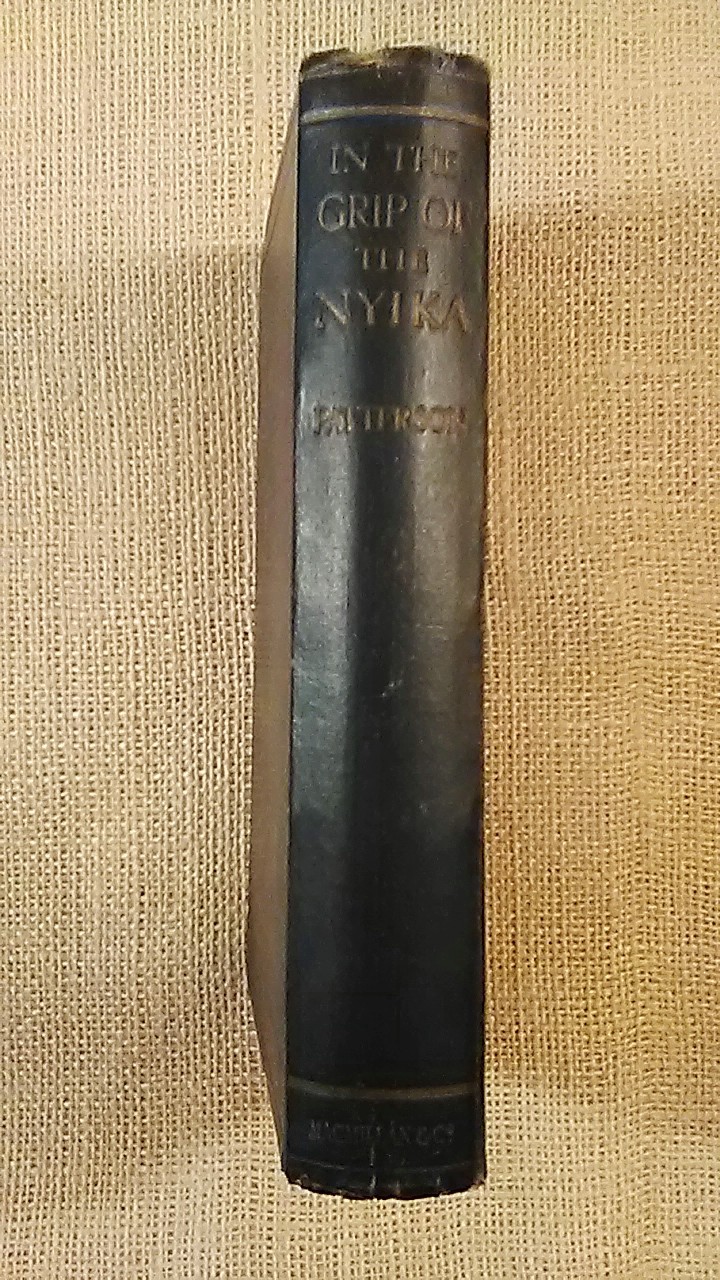 IN THE
GRIP OF
THE
NYIKA
PATTERSON
MACMILLAN & Co.